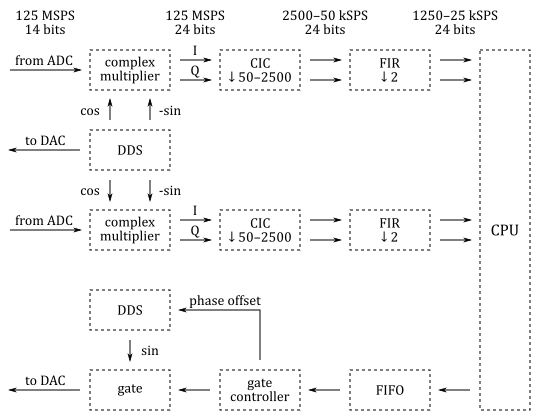 125 MSPS 125 MSPS 2500–50 kSPS 1250–25 kSPS
14 bits 24 bits 24 bits 24 bits
from ADC
complex
multiplier
I
Q
CIC
↓50–2500
FIR
↓2
cos
-sin
to DAC
DDS
cos
-sin
from ADC
complex
multiplier
I
Q
CIC
↓50–2500
FIR
↓2
CPU
DDS
phase offset
sin
to DAC
gate
gate
controller
FIFO